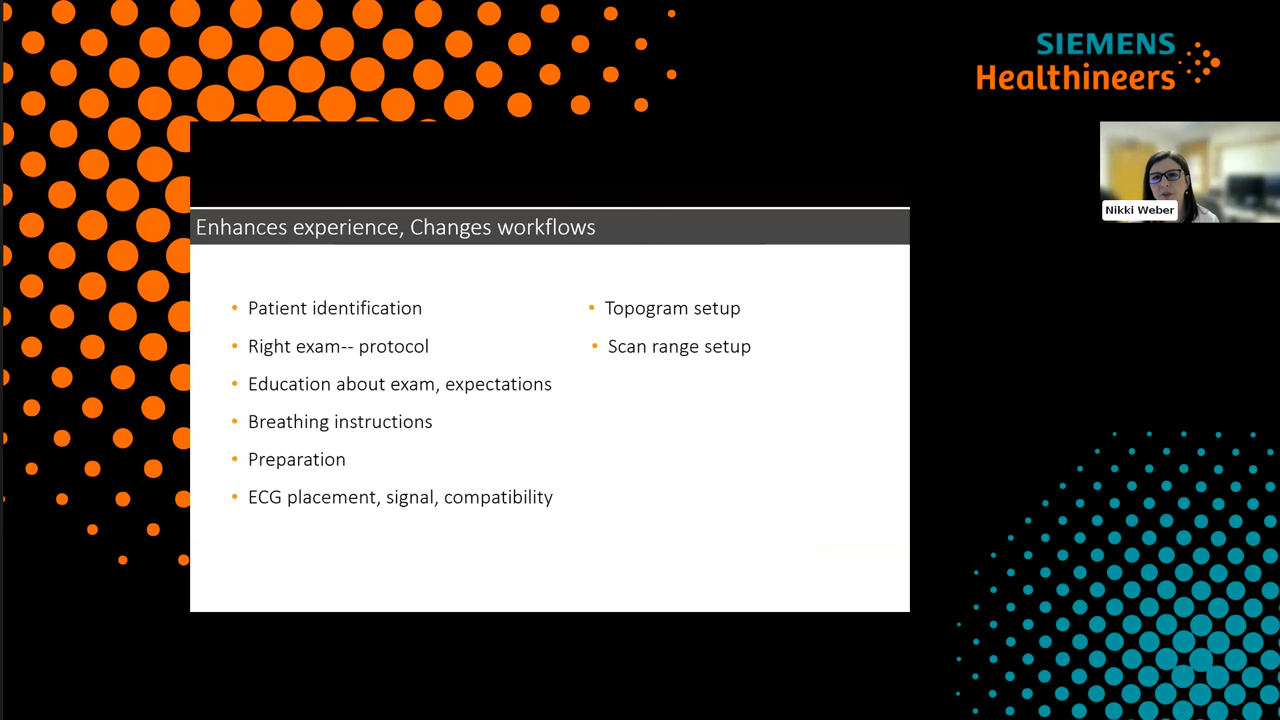 SIEMENS
Healthineers
Nikki Weber
Enhances experience, Changes workflows
• Patient identification
• Right exam-- protocol
• Education about exam, expectations
• Breathing instructions
• Preparation
• ECG placement, signal, compatibility
• Topogram setup
• Scan range setup